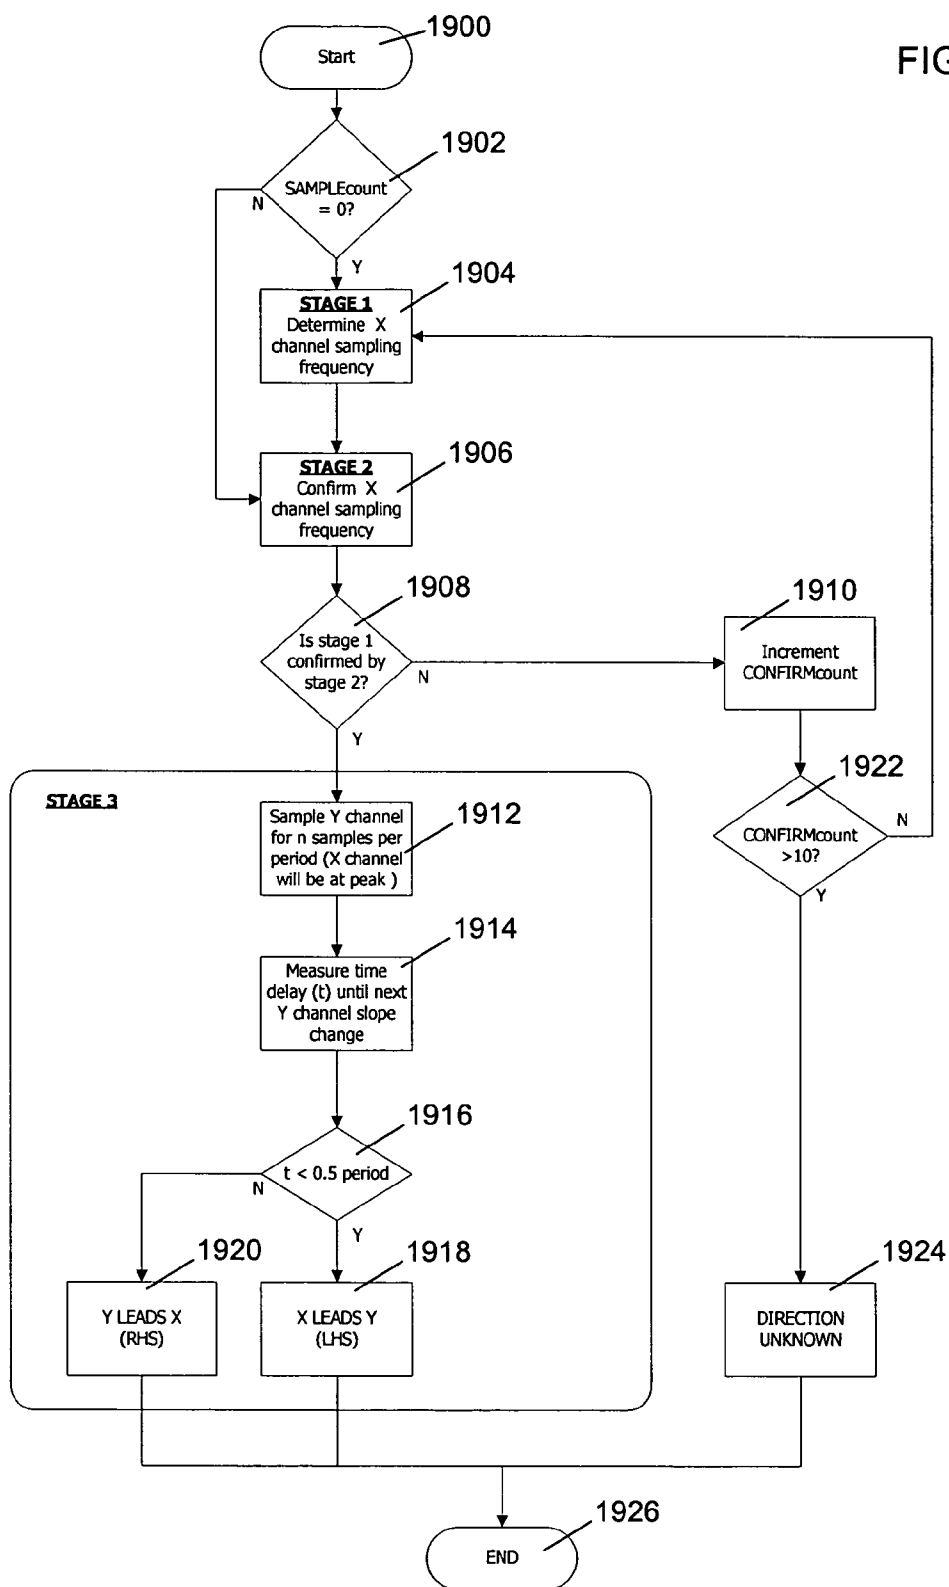 1900
Start
FIG
1902
SAMPLEcount
= 0?
N
Y
1904
STAGE 1
Determine X
channel sampling
frequency
1906
STAGE 2
Confirm X
channel sampling
frequency
1908
Is stage 1
confirmed by
stage 2?
N
Y
1910
Increment
CONFIRMcount
1922
CONFIRMcount
>10?
N
Y
STAGE 3
1912
Sample Y channel
for n samples per
period (X channel
will be at peak )
1914
Measure time
delay (t) until next
Y channel slope
change
1916
t < 0.5 period
N
Y
1920
Y LEADS X
(RHS)
1918
X LEADS Y
(LHS)
1924
DIRECTION
UNKNOWN
1926
END